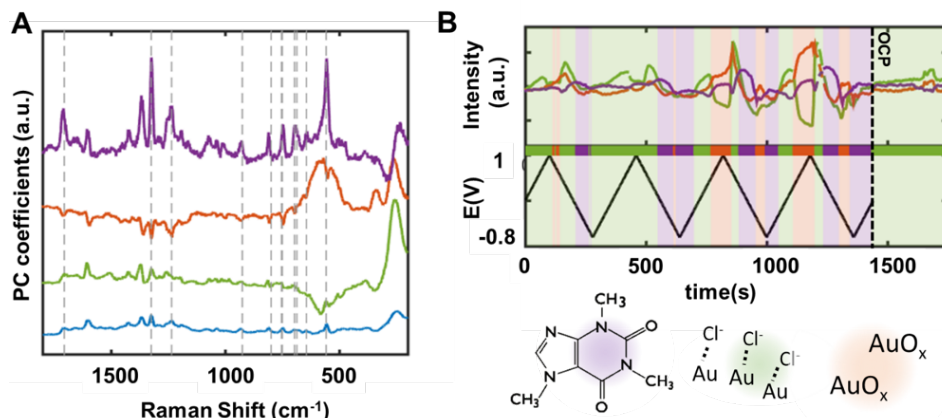 A
PC coefficients (a.u.)
1500
1000
500
Raman Shift (cm⁻¹)
B
Intensity
(a.u.)
OCP
1
E(V)
-0.8
0
500
1000
1500
time(s)
CH₃
N
O
N
N
N
CH₃
CH₃
O
Cl⁻
Cl⁻
Cl⁻
Au
Au
Au
AuOₓ
AuOₓ